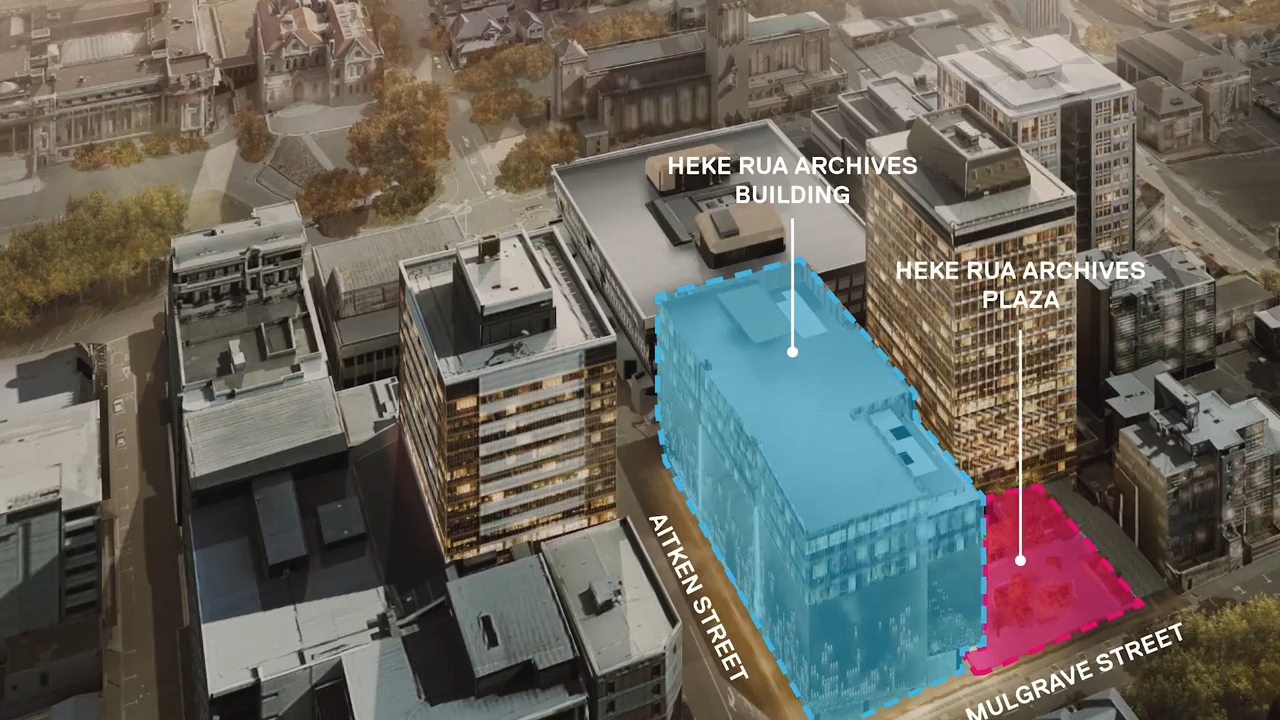 HEKE RUA ARCHIVES
BUILDING
HEKE RUA ARCHIVES
PLAZA
AITKEN STREET
MULGRAVE STREET